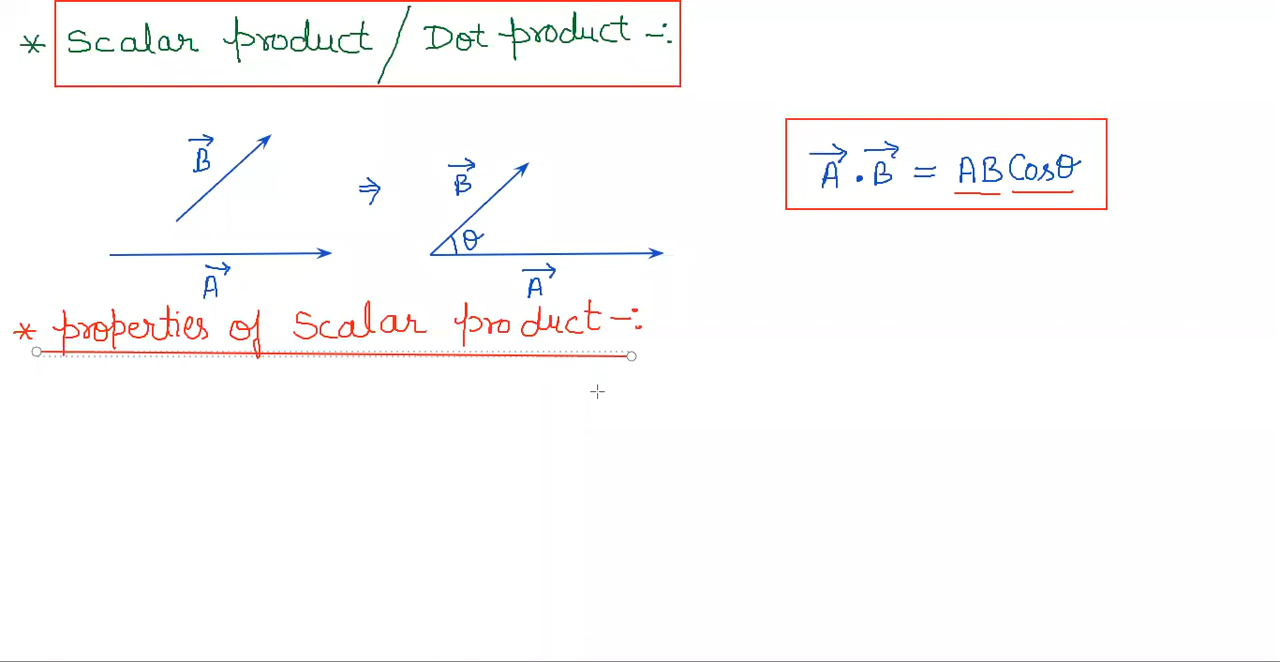 * Scalar product / Dot product -:
B⃗ ⇒ B⃗ θ
A⃗ A⃗
A⃗ . B⃗ = AB Cosθ
* properties of Scalar product -: